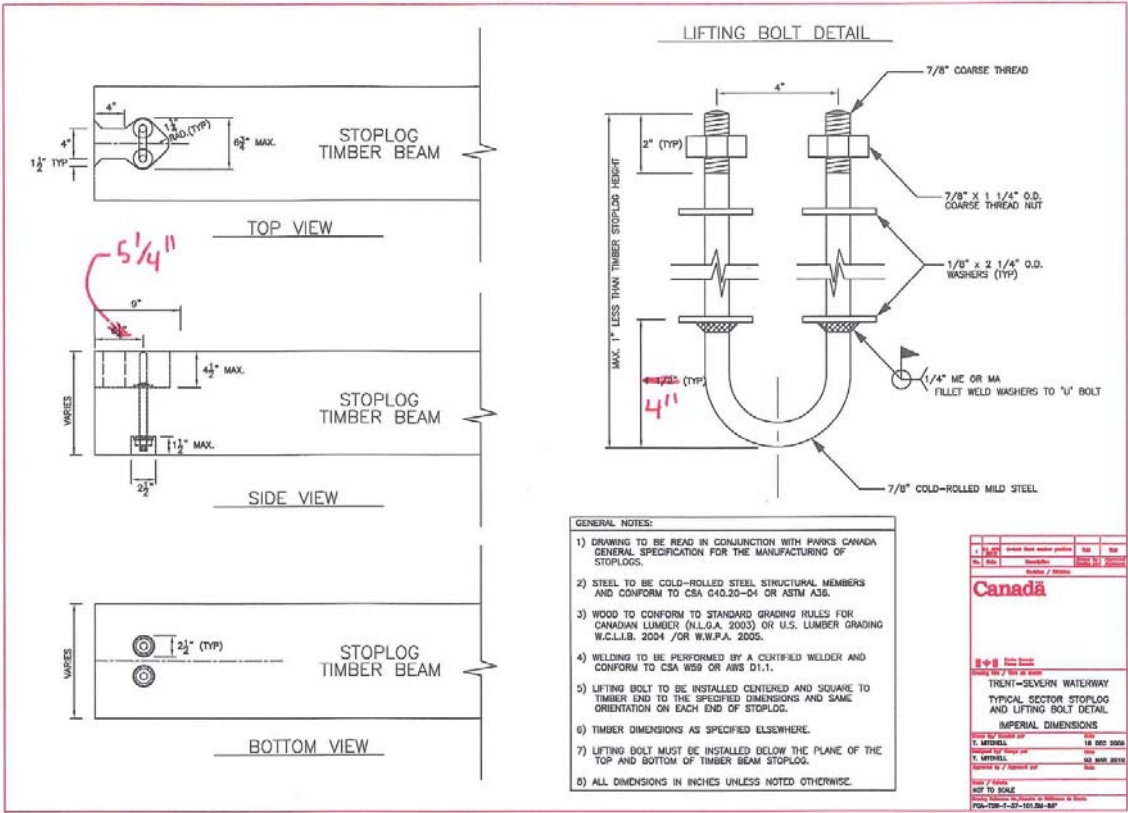 LIFTING BOLT DETAIL
4"
4"
1 1/2" TYP
1 1/4" RAD.(TYP)
6 3/4" MAX.
STOPLOG
TIMBER BEAM
TOP VIEW
5 1/4"
9"
4 1/2" MAX.
VARIES
1 1/2" MAX.
2 1/2"
STOPLOG
TIMBER BEAM
SIDE VIEW
VARIES
2 1/2" (TYP)
STOPLOG
TIMBER BEAM
BOTTOM VIEW
4"
7/8" COARSE THREAD
2" (TYP)
7/8" X 1 1/4" O.D.
COARSE THREAD NUT
1/8" x 2 1/4" O.D.
WASHERS (TYP)
MAX. 1" LESS THAN TIMBER STOPLOG HEIGHT
4 1/2" (TYP)
4"
1/4" ME OR MA
FILLET WELD WASHERS TO "U" BOLT
7/8" COLD-ROLLED MILD STEEL
GENERAL NOTES:
1) DRAWING TO BE READ IN CONJUNCTION WITH PARKS CANADA
GENERAL SPECIFICATION FOR THE MANUFACTURING OF
STOPLOGS.
2) STEEL TO BE COLD-ROLLED STEEL STRUCTURAL MEMBERS
AND CONFORM TO CSA G40.20-04 OR ASTM A36.
3) WOOD TO CONFORM TO STANDARD GRADING RULES FOR
CANADIAN LUMBER (N.L.G.A. 2003) OR U.S. LUMBER GRADING
W.C.L.I.B. 2004 /OR W.W.P.A. 2005.
4) WELDING TO BE PERFORMED BY A CERTIFIED WELDER AND
CONFORM TO CSA W59 OR AWS D1.1.
5) LIFTING BOLT TO BE INSTALLED CENTERED AND SQUARE TO
TIMBER END TO THE SPECIFIED DIMENSIONS AND SAME
ORIENTATION ON EACH END OF STOPLOG.
6) TIMBER DIMENSIONS AS SPECIFIED ELSEWHERE.
7) LIFTING BOLT MUST BE INSTALLED BELOW THE PLANE OF THE
TOP AND BOTTOM OF TIMBER BEAM STOPLOG.
8) ALL DIMENSIONS IN INCHES UNLESS NOTED OTHERWISE.
No. Date Description
Canada
Parks Canada
TRENT-SEVERN WATERWAY
TYPICAL SECTOR STOPLOG
AND LIFTING BOLT DETAIL
IMPERIAL DIMENSIONS
T. MITCHELL
T. MITCHELL 03 MAR 2010
NOT TO SCALE